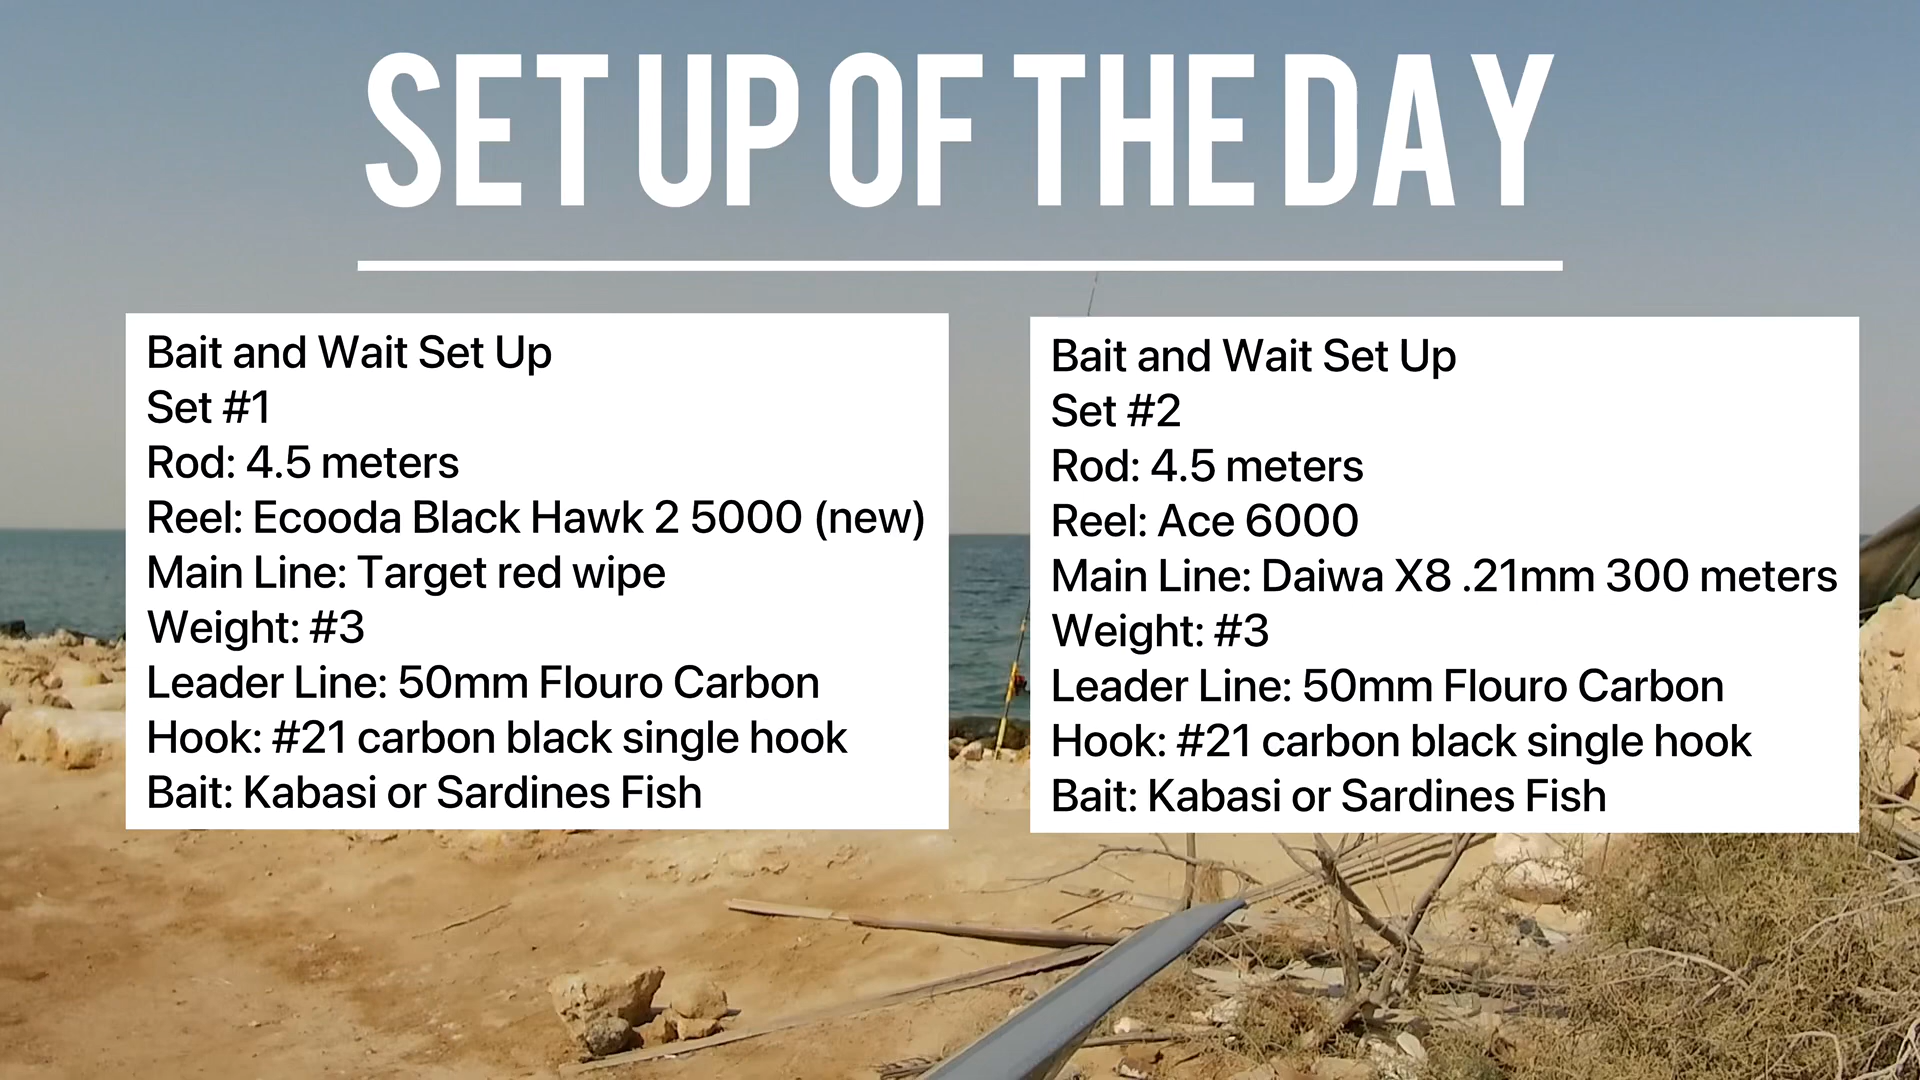 SET UP OF THE DAY
Bait and Wait Set Up
Set #1
Rod: 4.5 meters
Reel: Ecooda Black Hawk 2 5000 (new)
Main Line: Target red wipe
Weight: #3
Leader Line: 50mm Flouro Carbon
Hook: #21 carbon black single hook
Bait: Kabasi or Sardines Fish
Bait and Wait Set Up
Set #2
Rod: 4.5 meters
Reel: Ace 6000
Main Line: Daiwa X8 .21mm 300 meters
Weight: #3
Leader Line: 50mm Flouro Carbon
Hook: #21 carbon black single hook
Bait: Kabasi or Sardines Fish